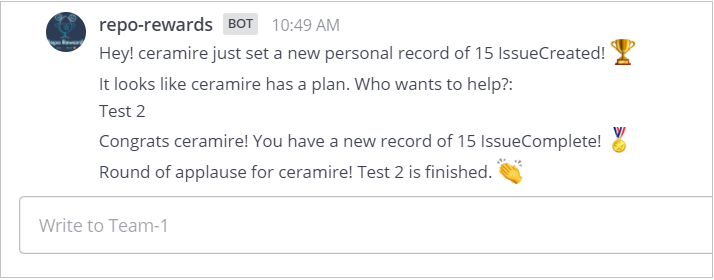 repo-rewards BOT 10:49 AM
Hey! ceramire just set a new personal record of 15 IssueCreated!
It looks like ceramire has a plan. Who wants to help?:
Test 2
Congrats ceramire! You have a new record of 15 IssueComplete!
Round of applause for ceramire! Test 2 is finished.
Write to Team-1